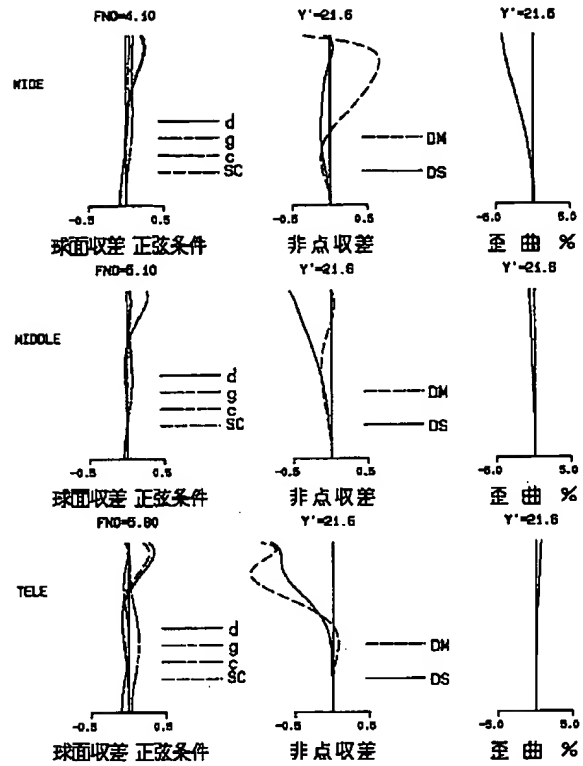 FNO=4.10 Y'=21.6 Y'=21.6
WIDE
d
g
c
SC
DM
DS
-0.5 0.5 -0.5 0.5 -5.0 5.0
球面収差 正弦条件 非点収差 歪 曲 %
FNO=5.10 Y'=21.6 Y'=21.6
MIDDLE
d
g
c
SC
DM
DS
-0.5 0.5 -0.5 0.5 -5.0 5.0
球面収差 正弦条件 非点収差 歪 曲 %
FNO=5.80 Y'=21.6 Y'=21.6
TELE
d
g
c
SC
DM
DS
-0.5 0.5 -0.5 0.5 -5.0 5.0
球面収差 正弦条件 非点収差 歪 曲 %